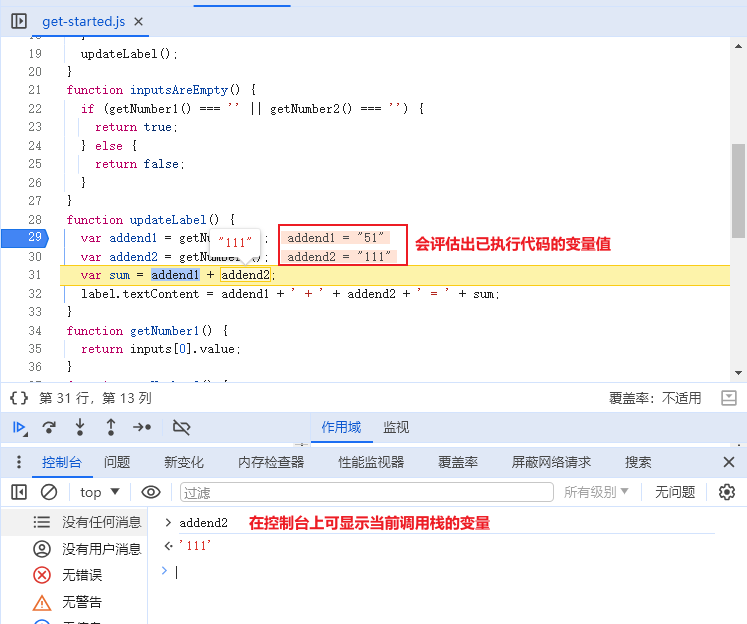 get-started.js ×
19 updateLabel();
20 }
21 function inputsAreEmpty() {
22 if (getNumber1() === '' || getNumber2() === '') {
23 return true;
24 } else {
25 return false;
26 }
27 }
28 function updateLabel() {
29 var addend1 = getNu ; addend1 = "51"
"111"
会评估出已执行代码的变量值
30 var addend2 = getNumber2(); addend2 = "111"
31 var sum = addend1 + addend2;
32 label.textContent = addend1 + ' + ' + addend2 + ' = ' + sum;
33 }
34 function getNumber1() {
35 return inputs[0].value;
36 }
{} 第 31 行，第 13 列 覆盖率：不适用
作用域 监视
控制台 问题 新变化 内存检查器 性能监视器 覆盖率 屏蔽网络请求 搜索
top ▼ 过滤 所有级别 ▼ 无问题
没有任何消息
没有用户消息
无错误
无警告
> addend2 在控制台上可显示当前调用栈的变量
'111'
>